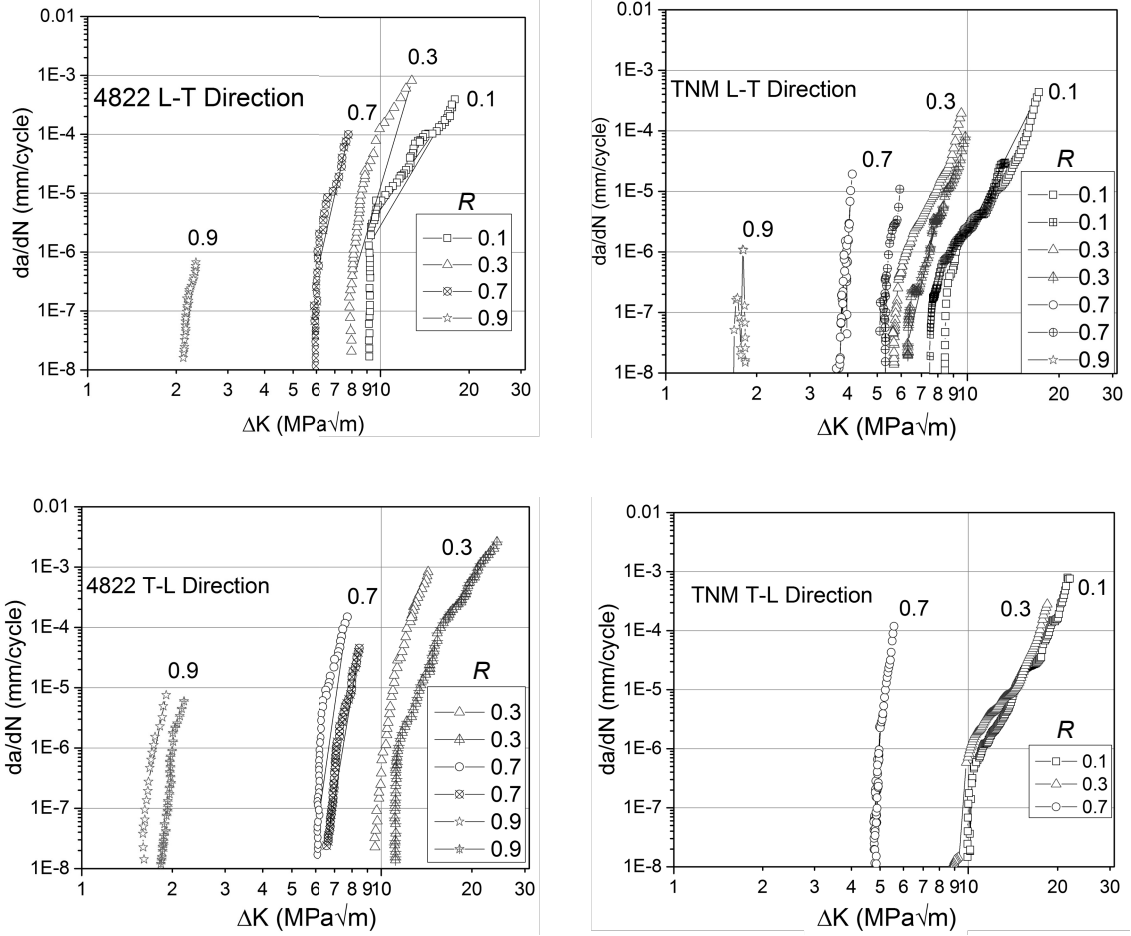 0.01
1E-3
1E-4
1E-5
1E-6
1E-7
1E-8
da/dN (mm/cycle)
4822 L-T Direction
0.9
0.7
0.3
0.1
R
0.1
0.3
0.7
0.9
1 2 3 4 5 6 7 8 9 10 20 30
ΔK (MPa√m)
0.01
1E-3
1E-4
1E-5
1E-6
1E-7
1E-8
da/dN (mm/cycle)
TNM L-T Direction
0.9
0.7
0.3
0.1
R
0.1
0.1
0.3
0.3
0.7
0.7
0.9
1 2 3 4 5 6 7 8 9 10 20 30
ΔK (MPa√m)
0.01
1E-3
1E-4
1E-5
1E-6
1E-7
1E-8
da/dN (mm/cycle)
4822 T-L Direction
0.9
0.7
0.3
R
0.3
0.3
0.7
0.7
0.9
0.9
1 2 3 4 5 6 7 8 9 10 20 30
ΔK (MPa√m)
0.01
1E-3
1E-4
1E-5
1E-6
1E-7
1E-8
da/dN (mm/cycle)
TNM T-L Direction
0.7
0.3
0.1
R
0.1
0.3
0.7
1 2 3 4 5 6 7 8 9 10 20 30
ΔK (MPa√m)